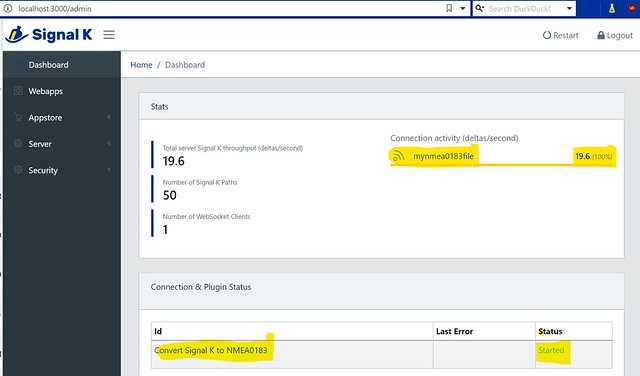 localhost:3000/admin
Search DuckDuckG
Signal K
Restart
Logout
Dashboard
Webapps
Appstore
Server
Security
Home / Dashboard
Stats
Total server Signal K throughput (deltas/second)
19.6
Number of Signal K Paths
50
Number of WebSocket Clients
1
Connection activity (deltas/second)
mynmea0183file
19.6 (100%)
Connection & Plugin Status
Id
Last Error
Status
Convert Signal K to NMEA0183
Started